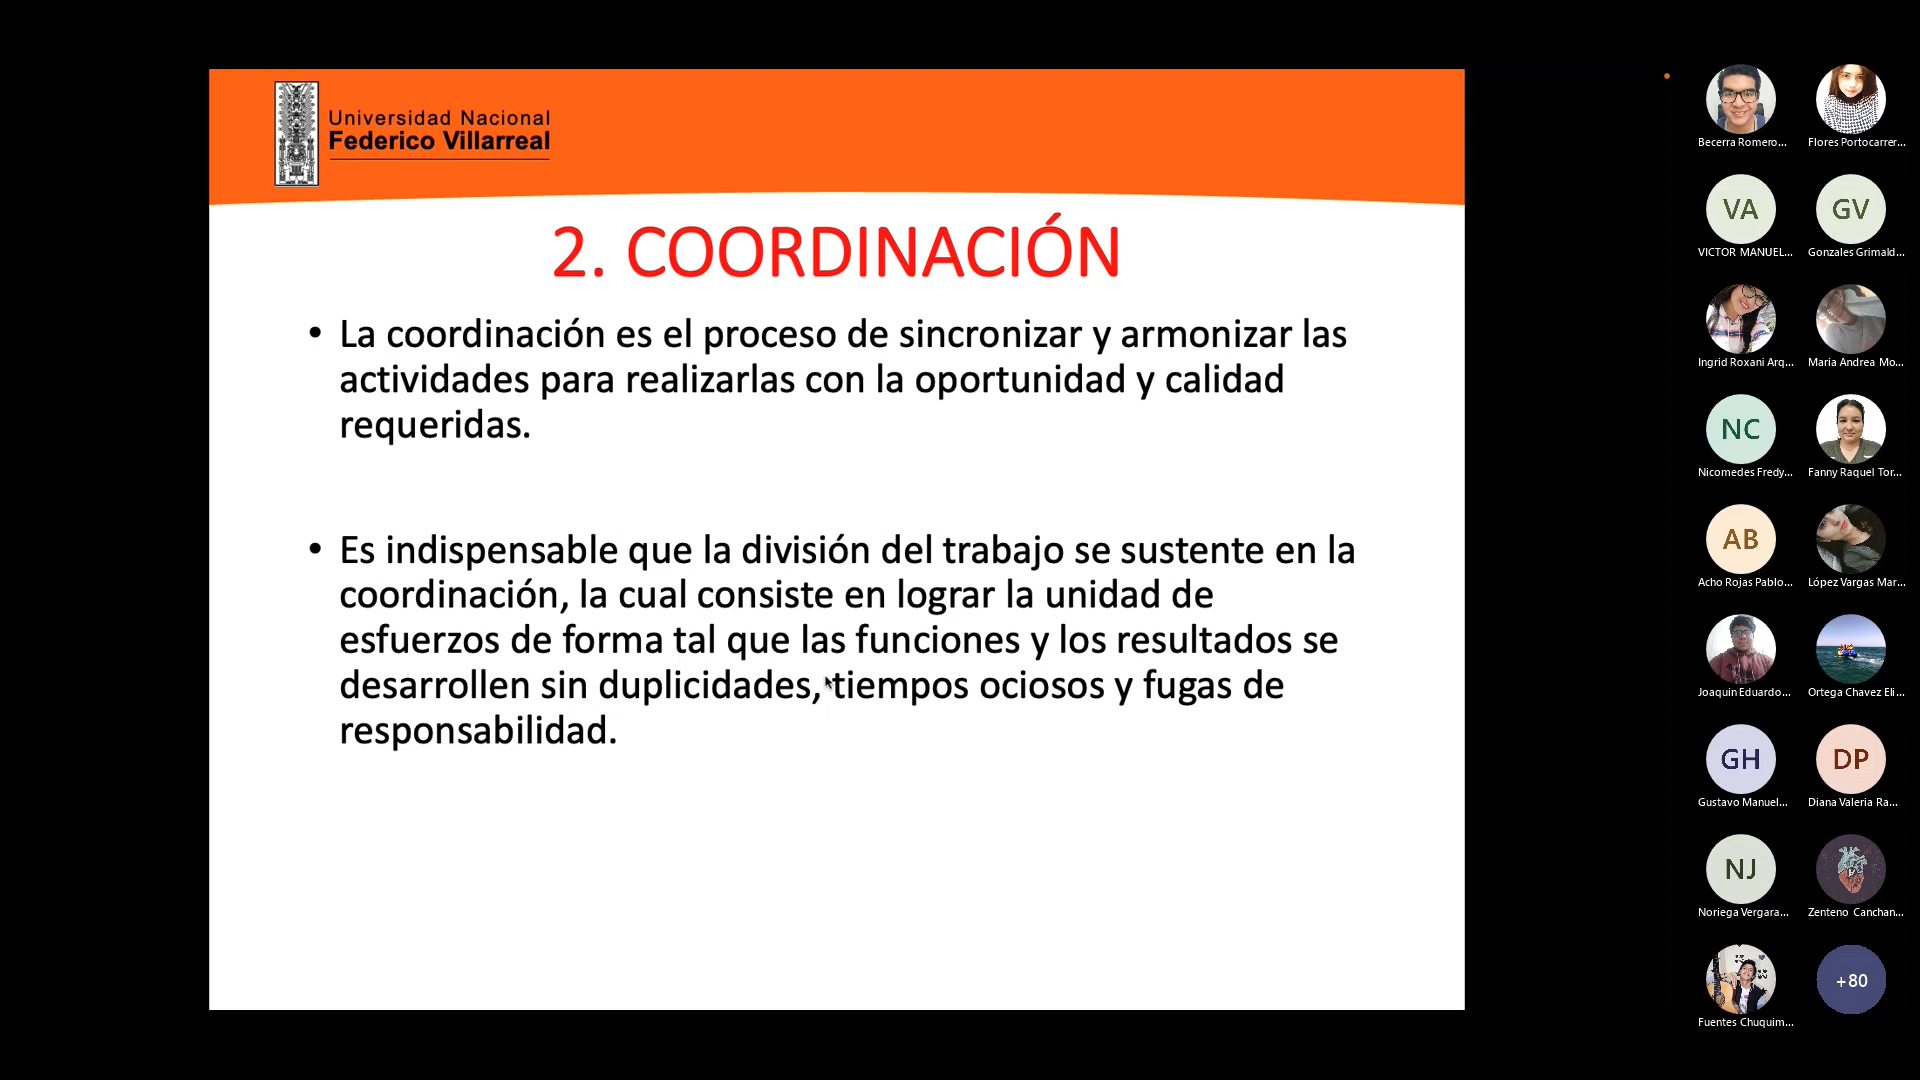 Universidad Nacional
Federico Villarreal
2. COORDINACIÓN
• La coordinación es el proceso de sincronizar y armonizar las
actividades para realizarlas con la oportunidad y calidad
requeridas.
• Es indispensable que la división del trabajo se sustente en la
coordinación, la cual consiste en lograr la unidad de
esfuerzos de forma tal que las funciones y los resultados se
desarrollen sin duplicidades, tiempos ociosos y fugas de
responsabilidad.
Becerra Romero...
Flores Portocarrer...
VA
VICTOR MANUEL...
GV
Gonzales Grimald...
Ingrid Roxani Arq...
Maria Andrea Mo...
NC
Nicomedes Fredy...
Fanny Raquel Tor...
AB
Acho Rojas Pablo...
López Vargas Mar...
Joaquin Eduardo...
Ortega Chavez Eli...
GH
Gustavo Manuel...
DP
Diana Valeria Ra...
NJ
Noriega Vergara...
Zenteno Canchan...
Fuentes Chuquim...
+80